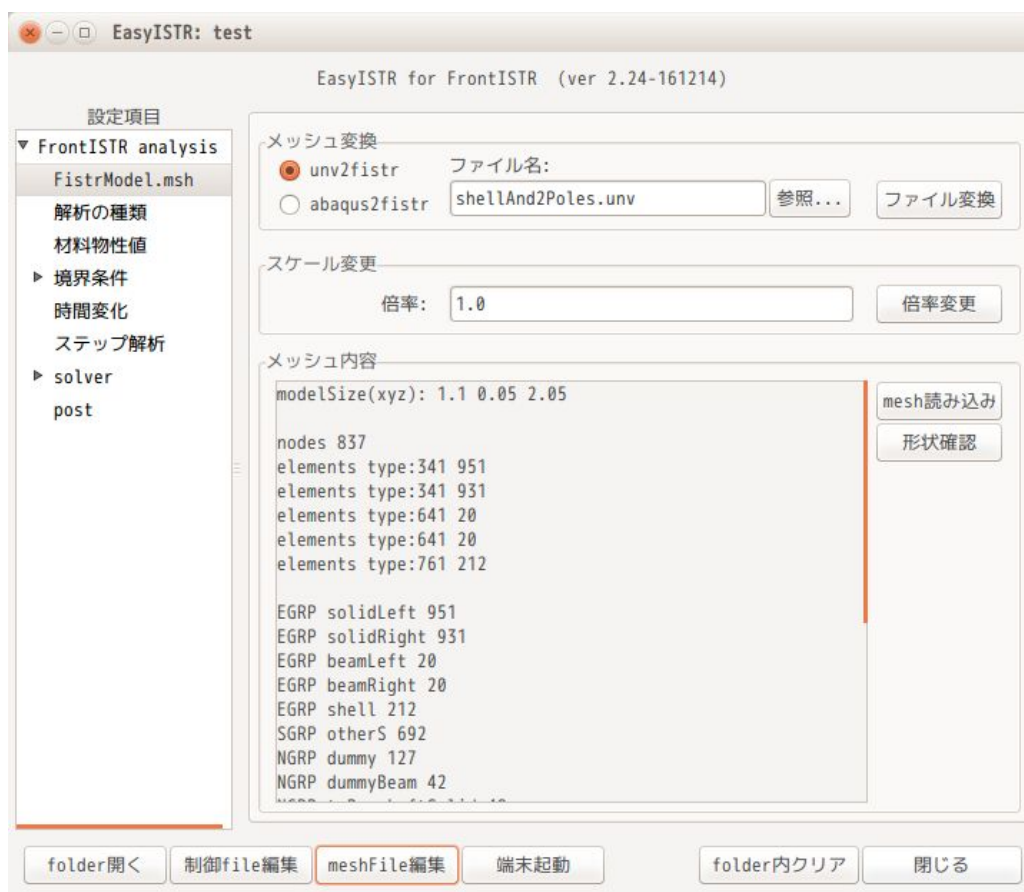 EasyISTR: test
EasyISTR for FrontISTR (ver 2.24-161214)
設定項目
FrontISTR analysis
FistrModel.msh
解析の種類
材料物性値
境界条件
時間変化
ステップ解析
solver
post
メッシュ変換
unv2fistr
abaqus2fistr
ファイル名:
shellAnd2Poles.unv
参照...
ファイル変換
スケール変更
倍率:
1.0
倍率変更
メッシュ内容
modelSize(xyz): 1.1 0.05 2.05
nodes 837
elements type:341 951
elements type:341 931
elements type:641 20
elements type:641 20
elements type:761 212
EGRP solidLeft 951
EGRP solidRight 931
EGRP beamLeft 20
EGRP beamRight 20
EGRP shell 212
SGRP otherS 692
NGRP dummy 127
NGRP dummyBeam 42
mesh読み込み
形状確認
folder開く
制御file編集
meshFile編集
端末起動
folder内クリア
閉じる